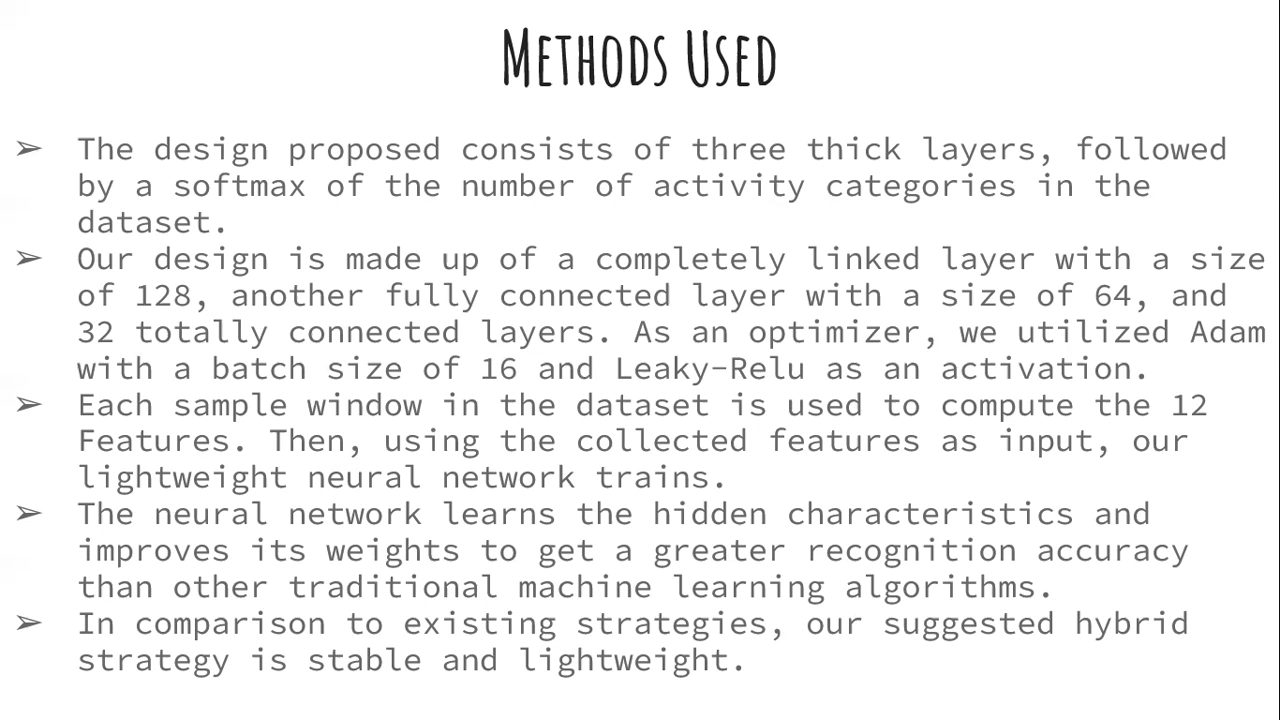 Methods Used
➢ The design proposed consists of three thick layers, followed
by a softmax of the number of activity categories in the
dataset.
➢ Our design is made up of a completely linked layer with a size
of 128, another fully connected layer with a size of 64, and
32 totally connected layers. As an optimizer, we utilized Adam
with a batch size of 16 and Leaky-Relu as an activation.
➢ Each sample window in the dataset is used to compute the 12
Features. Then, using the collected features as input, our
lightweight neural network trains.
➢ The neural network learns the hidden characteristics and
improves its weights to get a greater recognition accuracy
than other traditional machine learning algorithms.
➢ In comparison to existing strategies, our suggested hybrid
strategy is stable and lightweight.